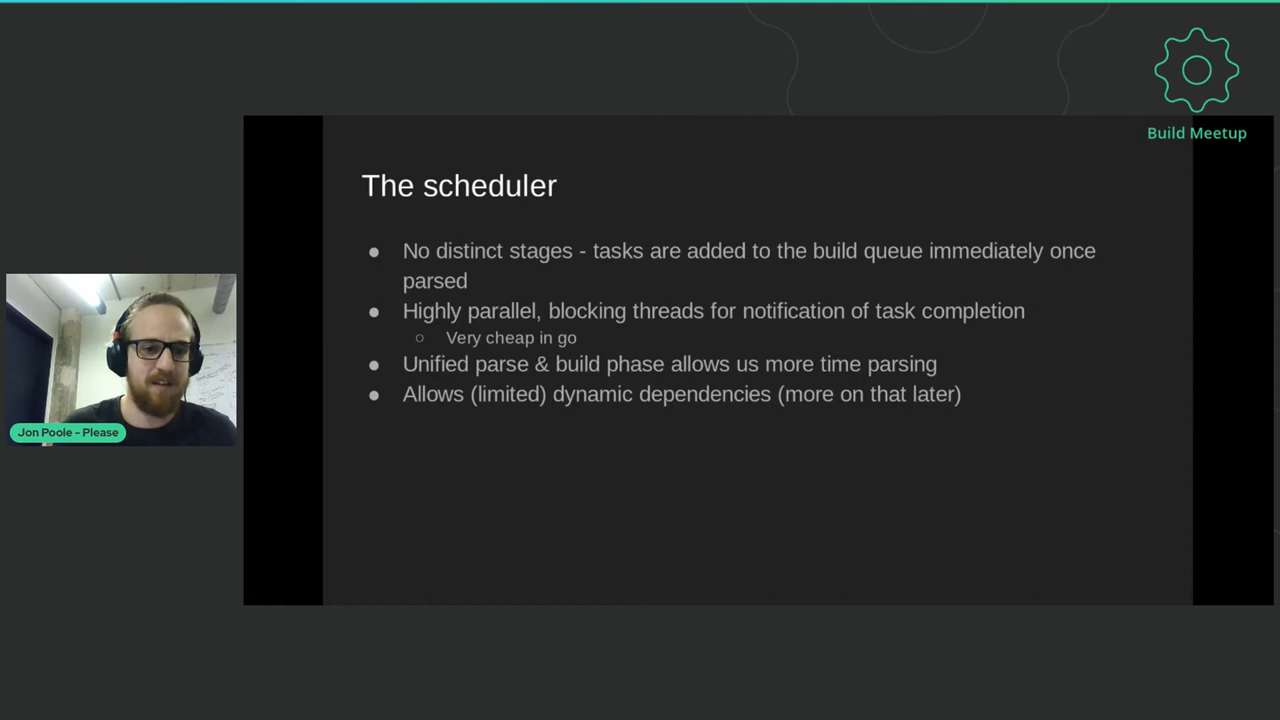 Build Meetup
The scheduler
● No distinct stages - tasks are added to the build queue immediately once
parsed
● Highly parallel, blocking threads for notification of task completion
○ Very cheap in go
● Unified parse & build phase allows us more time parsing
● Allows (limited) dynamic dependencies (more on that later)
Jon Poole - Please